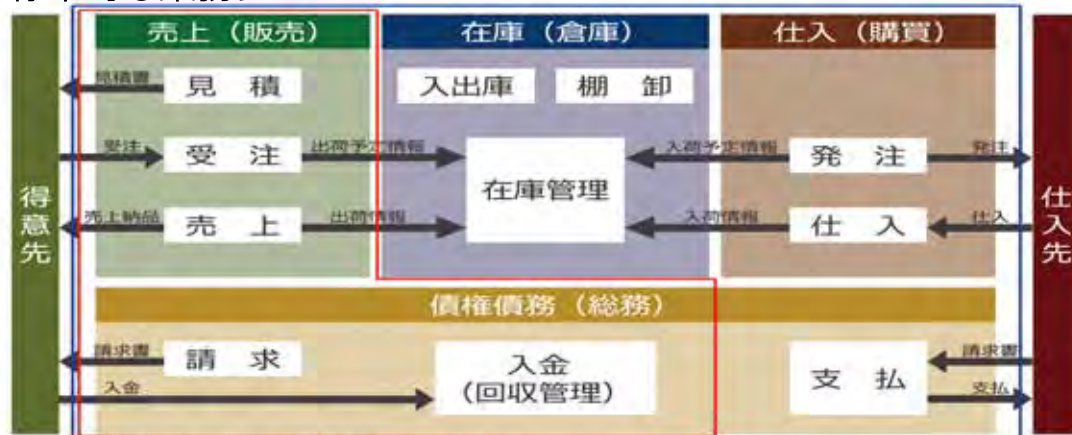 売上（販売）
在庫（倉庫）
仕入（購買）
見積書
見 積
入出庫
棚 卸
受注
受 注
出荷予定情報
在庫管理
入荷予定情報
発 注
発注
得意先
売上納品
売 上
出荷情報
入荷情報
仕 入
仕入
仕入先
債権債務（総務）
請求書
請 求
入金
入金
（回収管理）
支 払
請求書
支払